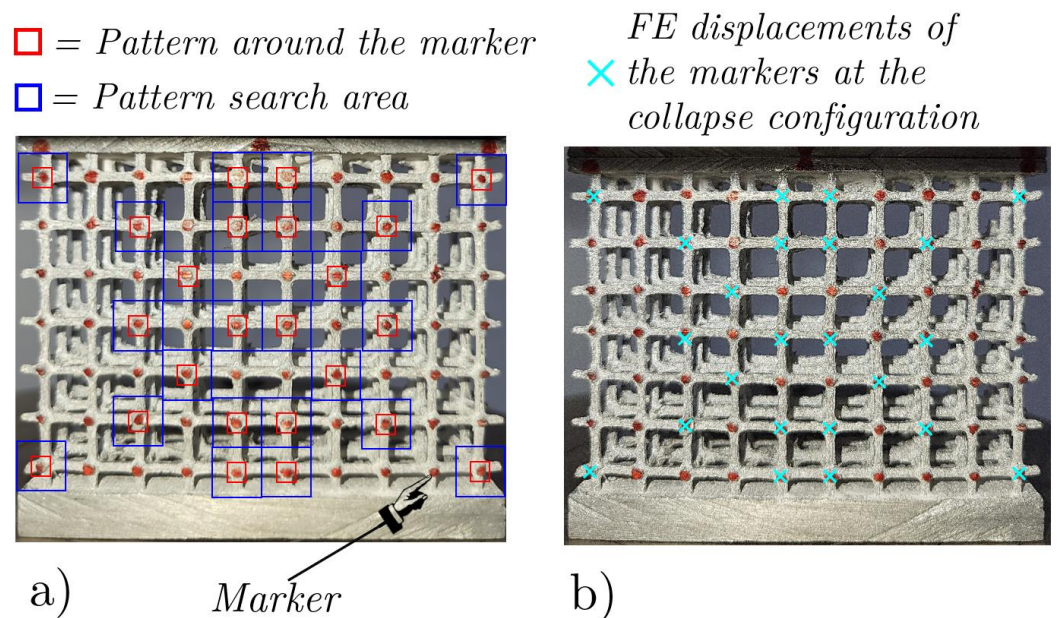 = Pattern around the marker
= Pattern search area
FE displacements of
the markers at the
collapse configuration
a)
Marker
b)